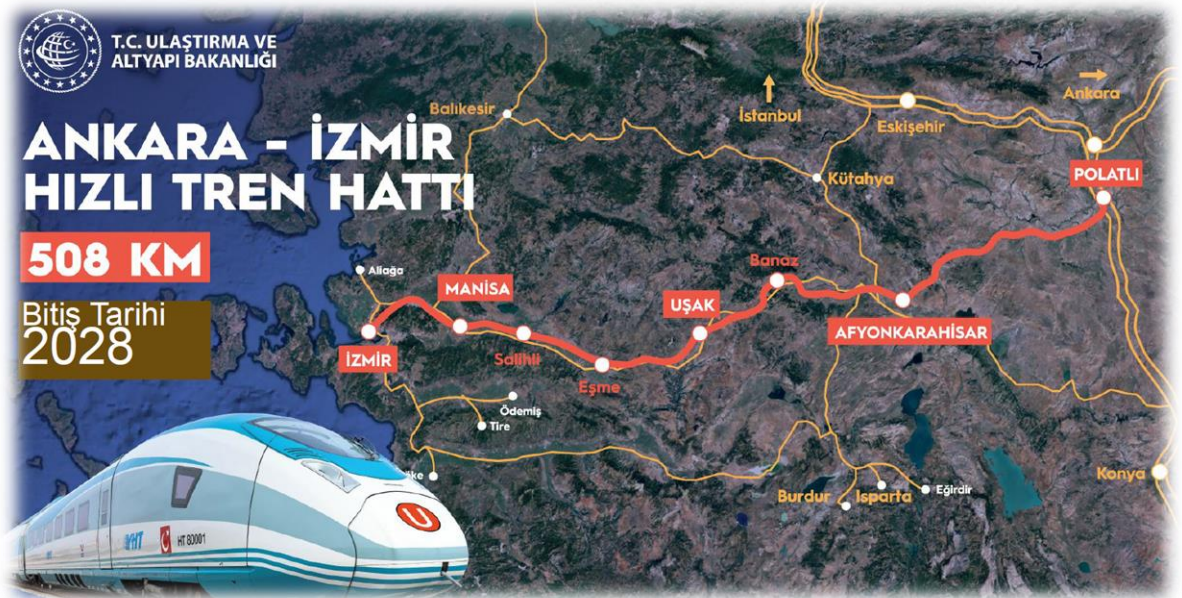 T.C. ULAŞTIRMA VE
ALTYAPI BAKANLIĞI
ANKARA - İZMİR
HIZLI TREN HATTI
508 KM
Bitiş Tarihi
2028
Balıkesir
İstanbul
Eskişehir
Ankara
Kütahya
POLATLI
Aliağa
MANİSA
Banaz
UŞAK
AFYONKARAHİSAR
İZMİR
Salihli
Eşme
Ödemiş
Tire
Konya
Burdur
Isparta
Eğirdir
YHT
HT 80001